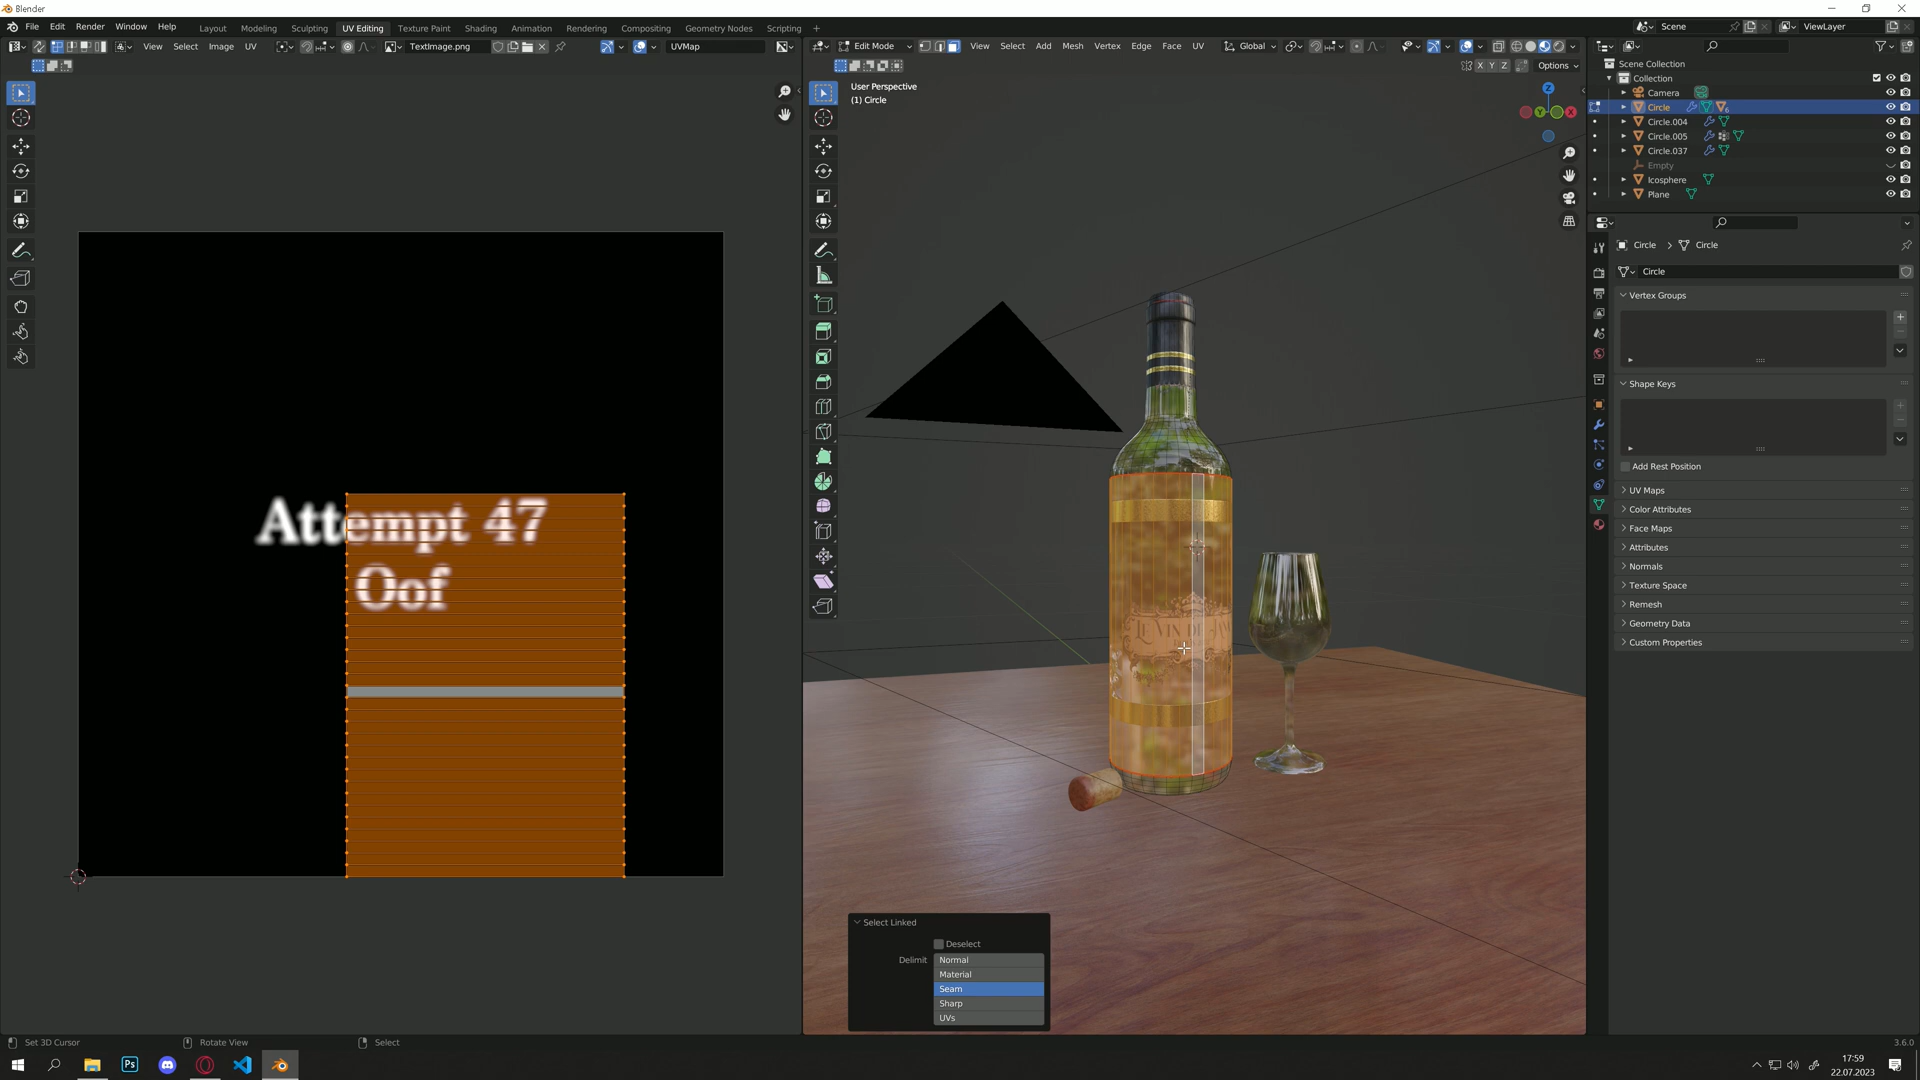 Blender
File Edit Render Window Help
Layout Modeling Sculpting UV Editing Texture Paint Shading Animation Rendering Compositing Geometry Nodes Scripting +
Scene
ViewLayer
View Select Image UV
TextImage.png
UVMap
Edit Mode
View Select Add Mesh Vertex Edge Face UV
Global
X Y Z
Options
User Perspective
(1) Circle
Z
Y
X
Attempt 47
Oof
Select Linked
Deselect
Delimit
Normal
Material
Seam
Sharp
UVs
Scene Collection
Collection
Camera
Circle
6
Circle.004
Circle.005
Circle.037
Empty
Icosphere
Plane
Circle > Circle
Circle
Vertex Groups
Shape Keys
Add Rest Position
UV Maps
Color Attributes
Face Maps
Attributes
Normals
Texture Space
Remesh
Geometry Data
Custom Properties
Set 3D Cursor
Rotate View
Select
3.6.0
Ps
17:59
22.07.2023